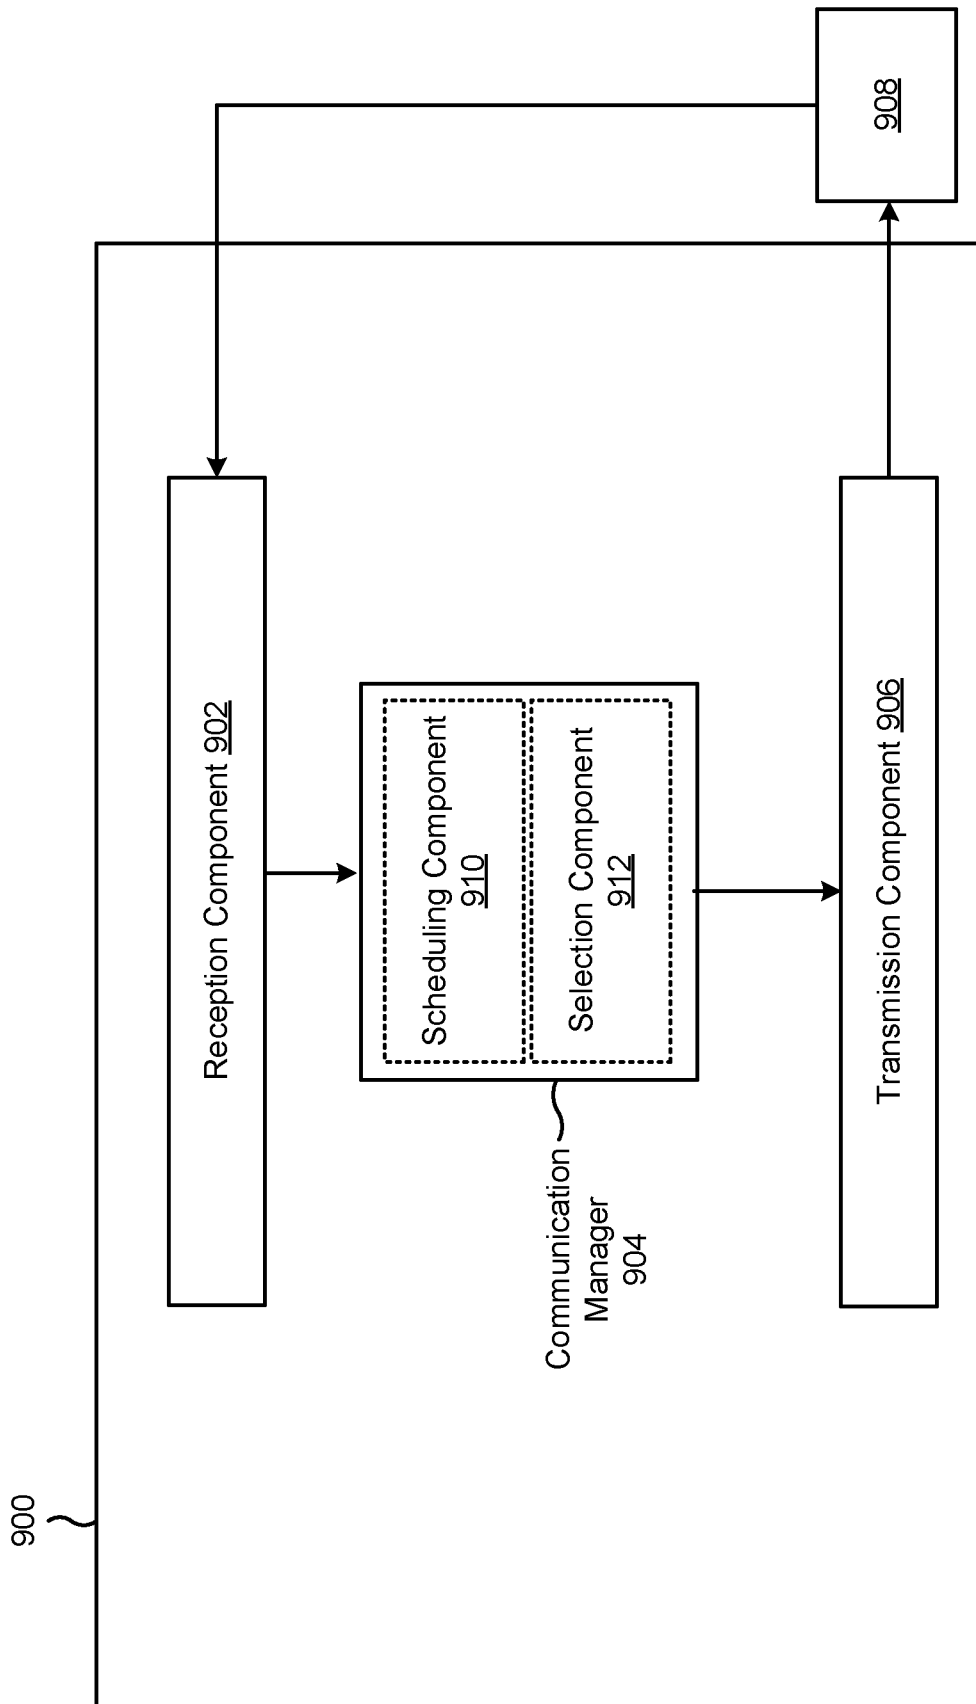 900
Reception Component 902
Communication
Manager
904
Scheduling Component
910
Selection Component
912
Transmission Component 906
908